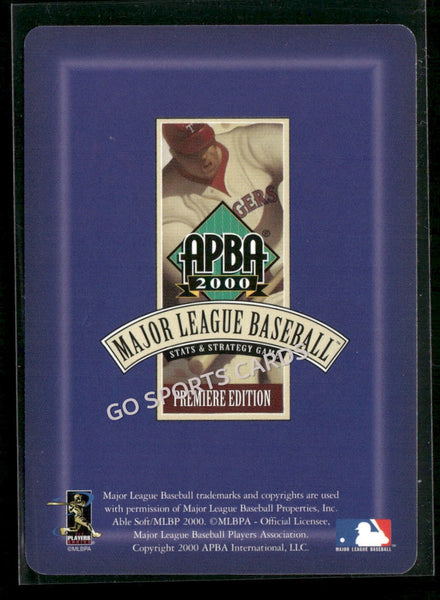 T
GERS
APBA®
2000
MAJOR LEAGUE BASEBALL™
STATS & STRATEGY GAME
GO SPORTS CARDS
PREMIERE EDITION
Major League Baseball trademarks and copyrights are used
with permission of Major League Baseball Properties, Inc.
Able Soft/MLBP 2000. ©MLBPA - Official Licensee,
Major League Baseball Players Association.
Copyright 2000 APBA International, LLC.
PLAYERS
©MLBPA
MAJOR LEAGUE BASEBALL